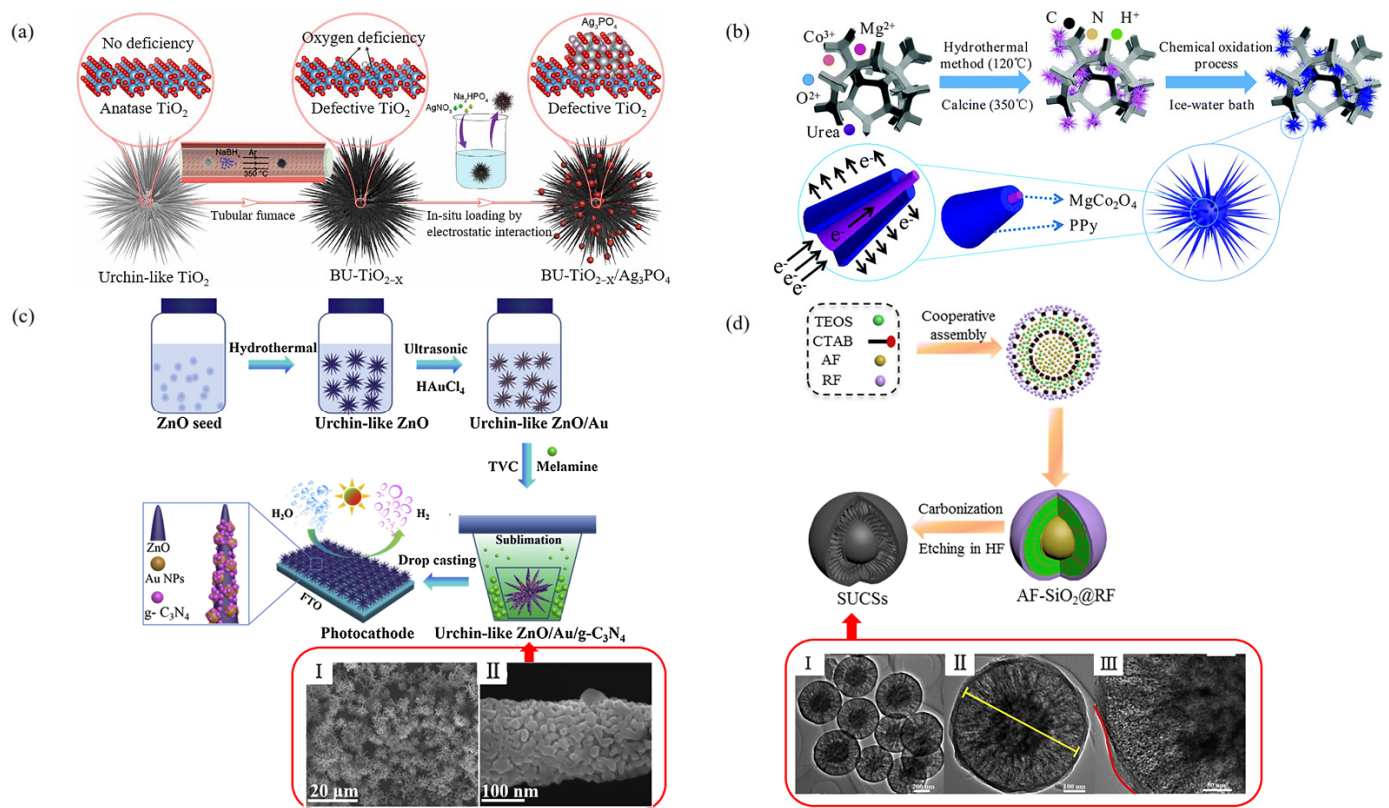 (a)
No deficiency
Anatase TiO₂
Oxygen deficiency
Defective TiO₂
Ag₃PO₄
Defective TiO₂
AgNO₃
Na₂HPO₄
NaBH₄
Ar
350 °C
Tubular fumace
In-situ loading by
electrostatic interaction
Urchin-like TiO₂
BU-TiO₂₋ₓ
BU-TiO₂₋ₓ/Ag₃PO₄
(b)
Co³⁺
Mg²⁺
O²⁺
Urea
Hydrothermal
method (120℃)
Calcine (350℃)
C
N
H⁺
Chemical oxidation
process
Ice-water bath
e-
e-
e-
e-
e-
MgCo₂O₄
PPy
(c)
Hydrothermal
Ultrasonic
HAuCl₄
ZnO seed
Urchin-like ZnO
Urchin-like ZnO/Au
TVC
Melamine
H₂O
H₂
ZnO
Au NPs
g- C₃N₄
FTO
Photocathode
Drop casting
Sublimation
Urchin-like ZnO/Au/g-C₃N₄
I
20 μm
II
100 nm
(d)
TEOS
CTAB
AF
RF
Cooperative
assembly
Carbonization
Etching in HF
SUCSs
AF-SiO₂@RF
I
200 nm
II
100 nm
III
50 nm